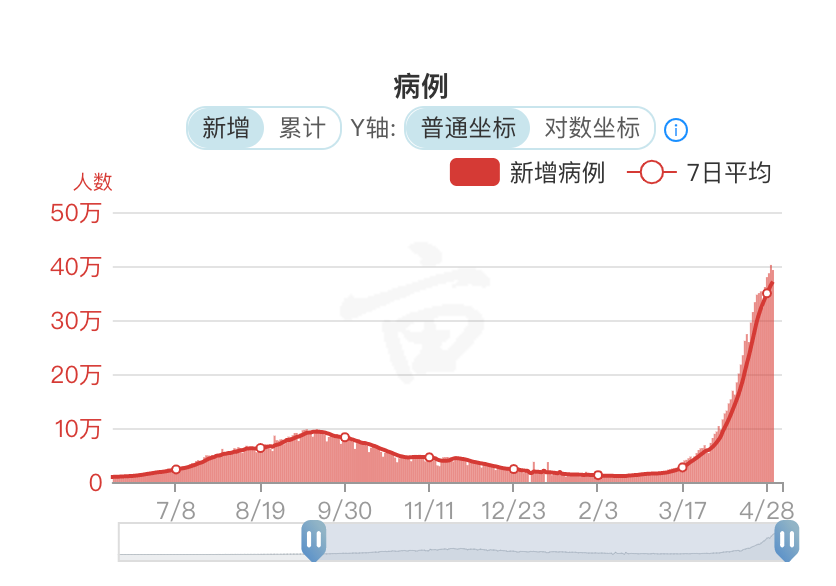 病例
新增 累计 Y轴: 普通坐标 对数坐标
新增病例 7日平均
人数
50万
40万
30万
20万
10万
0
7/8 8/19 9/30 11/11 12/23 2/3 3/17 4/28
亩